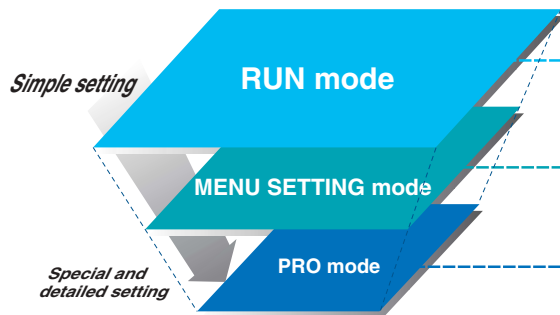 RUN mode
Simple setting
MENU SETTING mode
PRO mode
Special and
detailed setting